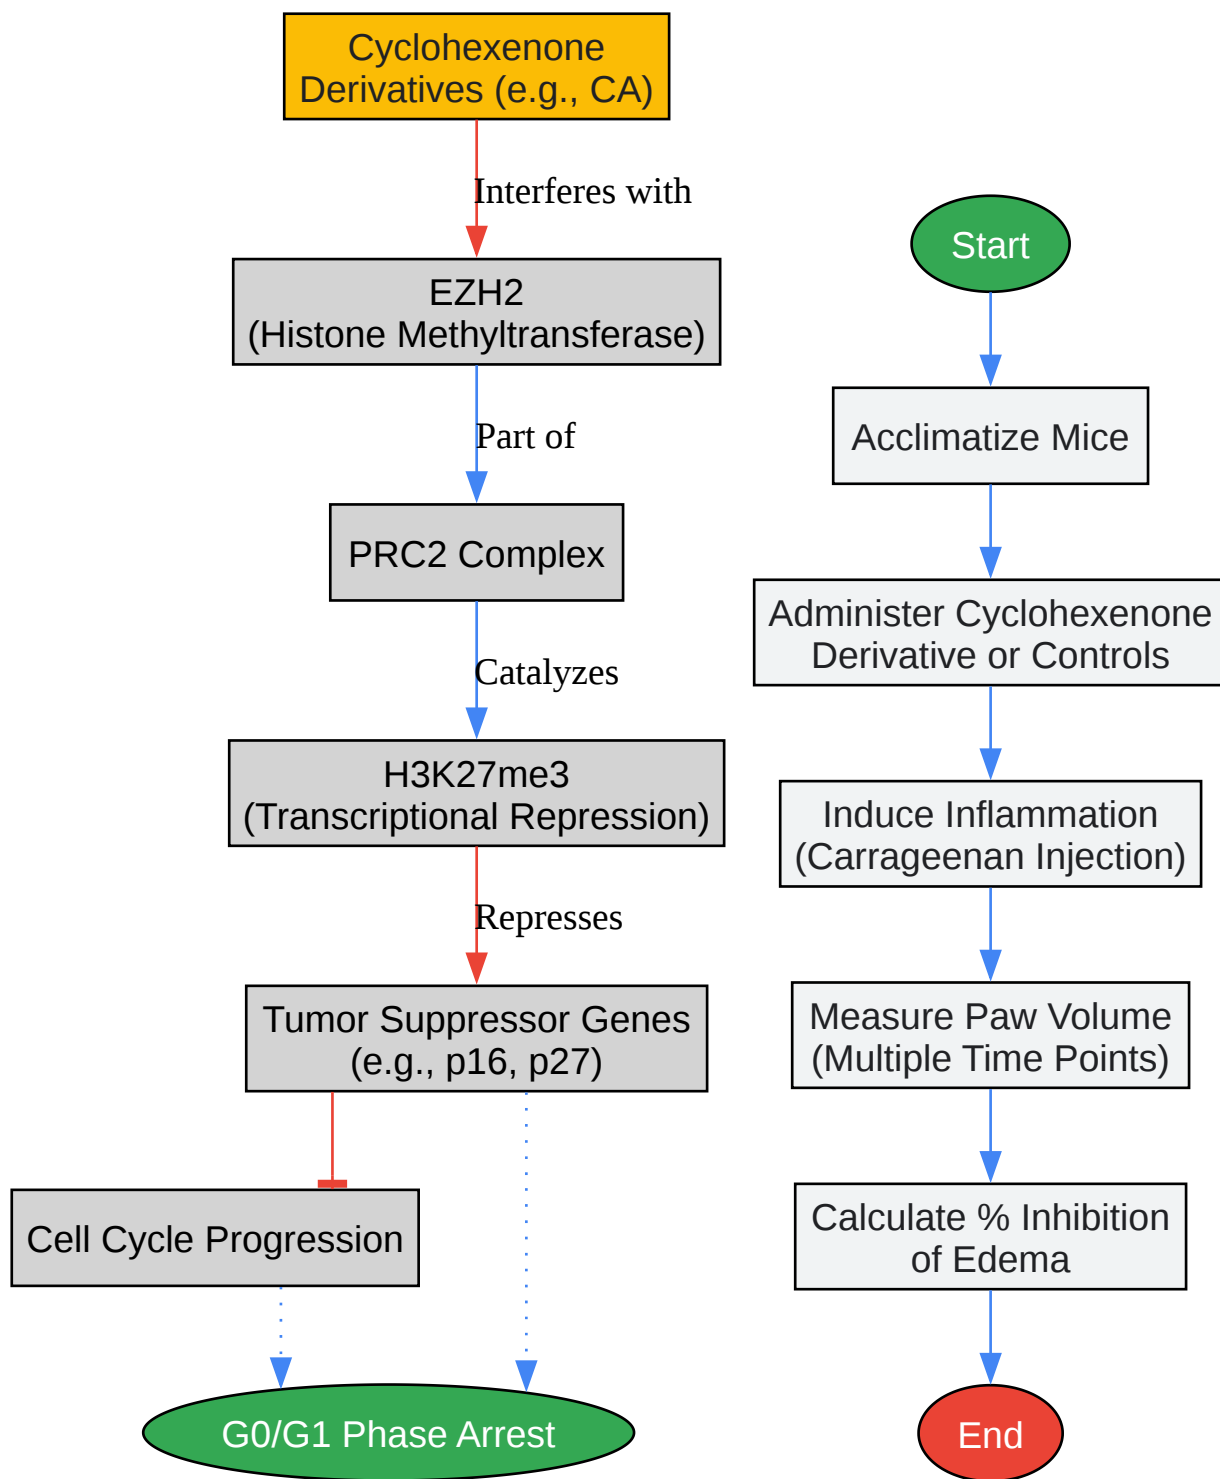 Cyclohexenone
Derivatives (e.g., CA)
Interferes with
EZH2
(Histone Methyltransferase)
Part of
PRC2 Complex
Catalyzes
H3K27me3
(Transcriptional Repression)
Represses
Tumor Suppressor Genes
(e.g., p16, p27)
Cell Cycle Progression
G0/G1 Phase Arrest
Start
Acclimatize Mice
Administer Cyclohexenone
Derivative or Controls
Induce Inflammation
(Carrageenan Injection)
Measure Paw Volume
(Multiple Time Points)
Calculate % Inhibition
of Edema
End